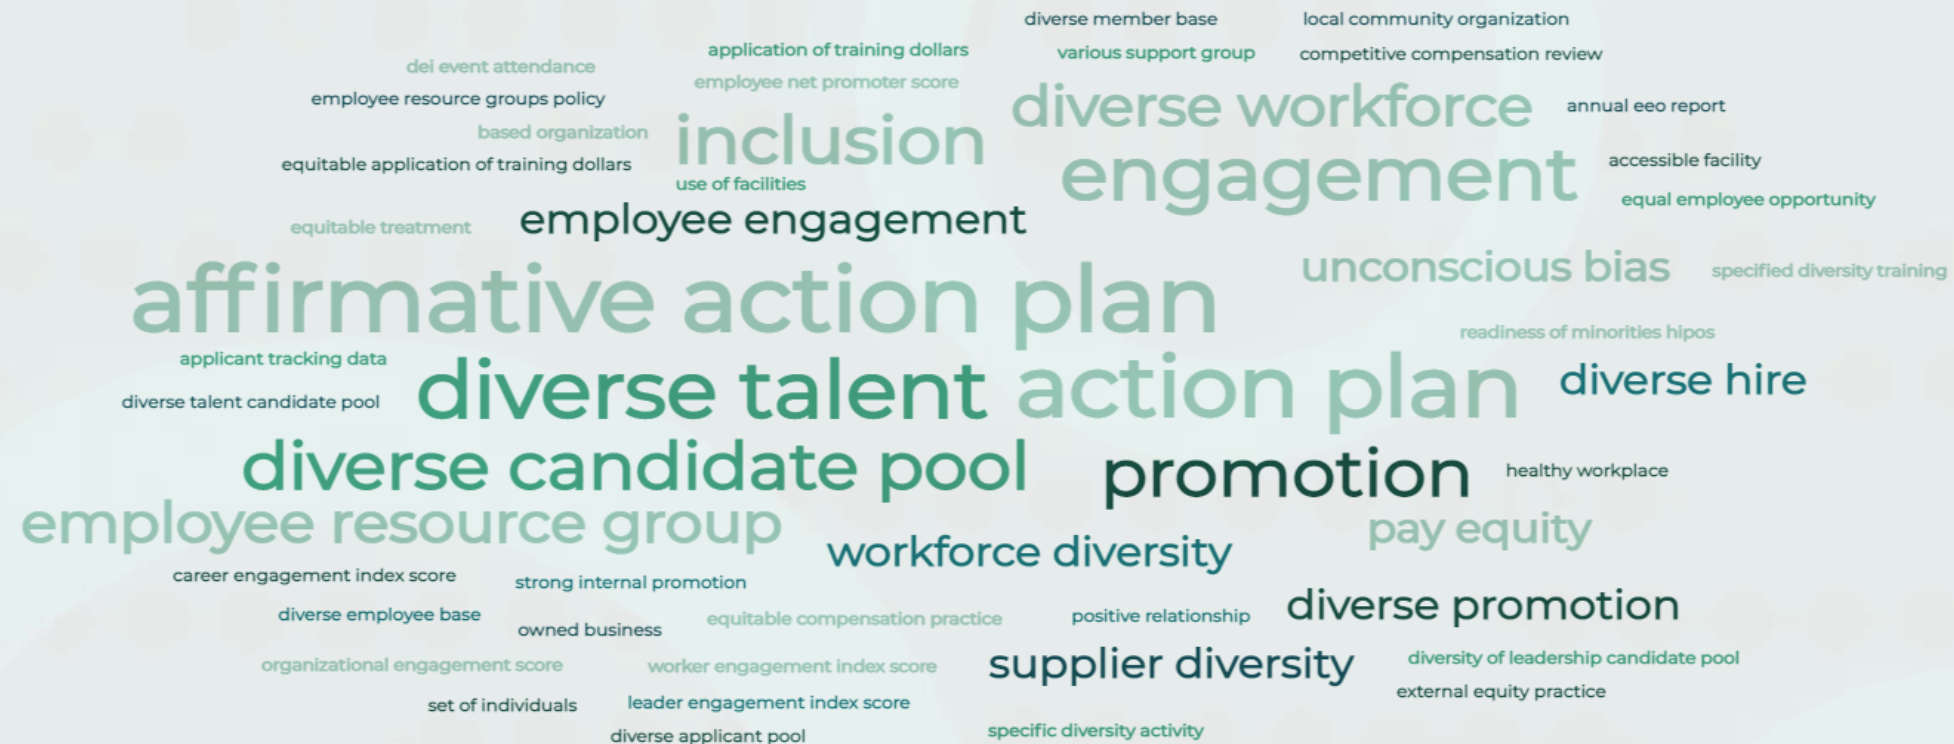 diverse member base
local community organization
application of training dollars
various support group
competitive compensation review
dei event attendance
employee net promoter score
employee resource groups policy
diverse workforce
annual eeo report
based organization
inclusion
equitable application of training dollars
engagement
accessible facility
use of facilities
equal employee opportunity
equitable treatment
employee engagement
unconscious bias
specified diversity training
affirmative action plan
readiness of minorities hipos
applicant tracking data
diverse talent
action plan
diverse hire
diverse talent candidate pool
diverse candidate pool
promotion
healthy workplace
employee resource group
pay equity
workforce diversity
career engagement index score
strong internal promotion
diverse promotion
diverse employee base
equitable compensation practice
positive relationship
owned business
organizational engagement score
worker engagement index score
supplier diversity
diversity of leadership candidate pool
external equity practice
set of individuals
leader engagement index score
specific diversity activity
diverse applicant pool